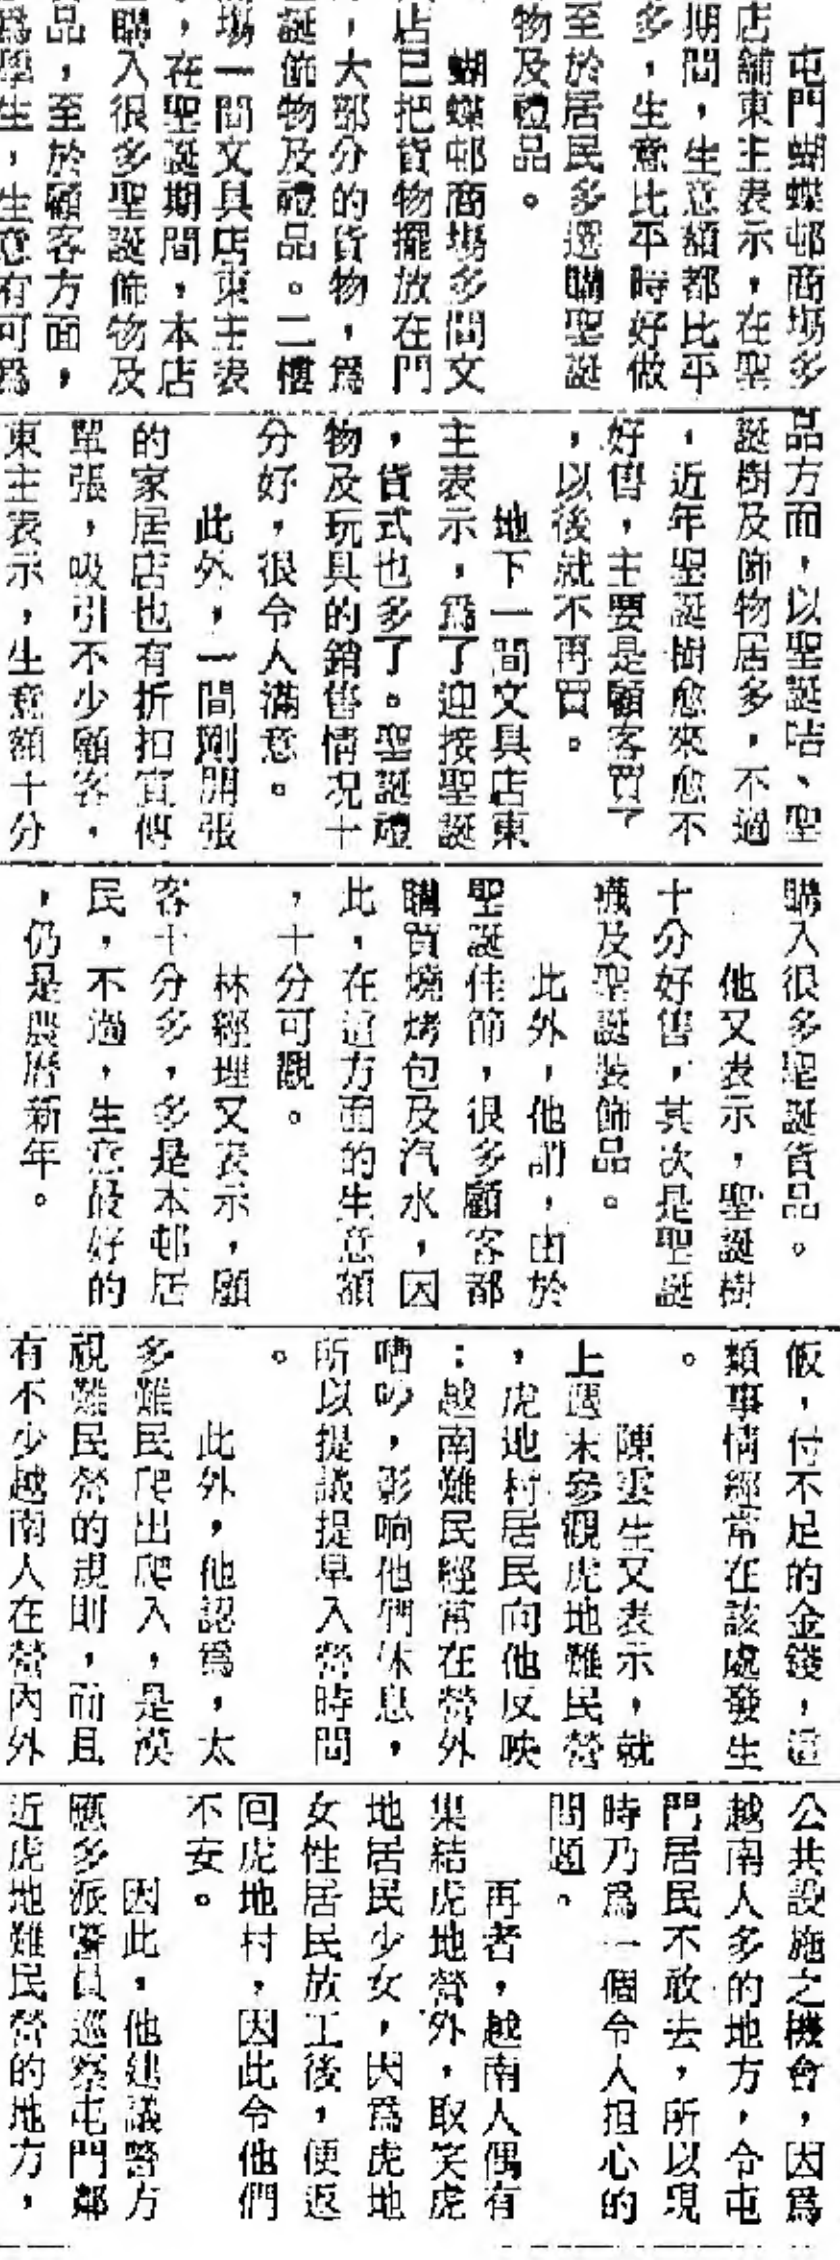 屯門蝴蝶邨商場多
店舖東主表示，在聖
期間，生意額都比平
多，生意比平時好做
至於居民多選購聖誕
物及禮品。
蝴蝶邨商場多間文
店已把貨物擺放在門
，大部分的貨物，爲
誕飾物及禮品。二樓
場一間文具店東主表
，在聖誕期間，本店
購入很多聖誕飾物及
品，至於顧客方面，
爲學生，生意有可爲
品方面，以聖誕咭、聖
誕樹及飾物居多，不過
，近年聖誕樹愈來愈不
好售，主要是顧客買了
，以後就不再買。
地下一間文具店東
主表示，爲了迎接聖誕
，貨式也多了。聖誕禮
物及玩具的銷售情況十
分好，很令人滿意。
此外，一間剛開張
的家居店也有折扣宣傳
單張，吸引不少顧客，
東主表示，生意額十分
購入很多聖誕貨品。
他又表示，聖誕樹
十分好售，其次是聖誕
襪及聖誕裝飾品。
此外，他謂，由於
聖誕佳節，很多顧客都
購買燒烤包及汽水，因
此，在這方面的生意額
，十分可觀。
林經理又表示，顧
客十分多，多是本邨居
民，不過，生意最好的
，仍是農曆新年。
飯，付不足的金錢，這
類事情經常在該處發生
。
陳雲生又表示，就
上週末參觀虎地難民營
，虎地村居民向他反映
：越南難民經常在營外
嘈吵，影响他們休息，
所以提議提早入營時間
。
此外，他認爲，太
多難民爬出爬入，是漠
視難民營的規則，而且
有不少越南人在營內外
公共設施之機會，因爲
越南人多的地方，令屯
門居民不敢去，所以現
時乃爲一個令人担心的
問題。
再者，越南人偶有
集結虎地營外，取笑虎
地居民少女，因爲虎地
女性居民放工後，便返
回虎地村，因此令他們
不安。
因此，他建議警方
應多派警員巡察屯門鄰
近虎地難民營的地方，